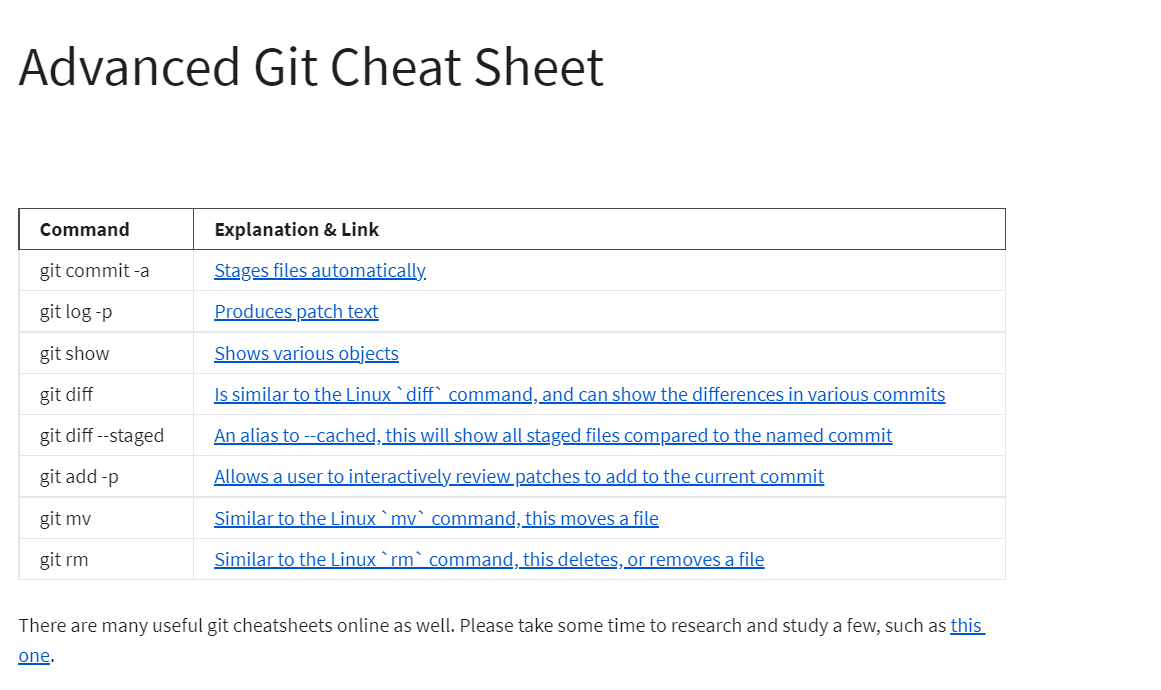 Advanced Git Cheat Sheet
Command Explanation & Link
git commit -a Stages files automatically
git log -p Produces patch text
git show Shows various objects
git diff Is similar to the Linux `diff` command, and can show the differences in various commits
git diff --staged An alias to --cached, this will show all staged files compared to the named commit
git add -p Allows a user to interactively review patches to add to the current commit
git mv Similar to the Linux `mv` command, this moves a file
git rm Similar to the Linux `rm` command, this deletes, or removes a file
There are many useful git cheatsheets online as well. Please take some time to research and study a few, such as this
one.